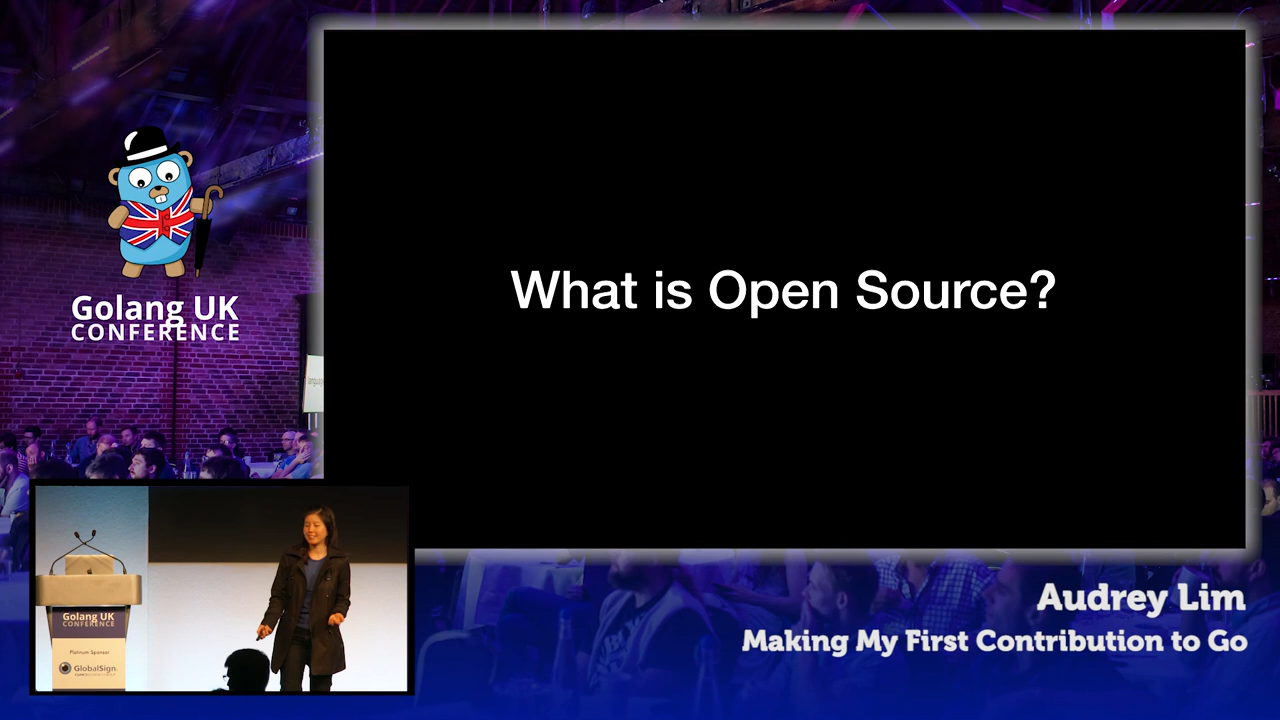 What is Open Source?
Golang UK
CONFERENCE
Golang UK
CONFERENCE
Platinum Sponsor
GlobalSign.
Audrey Lim
Making My First Contribution to Go